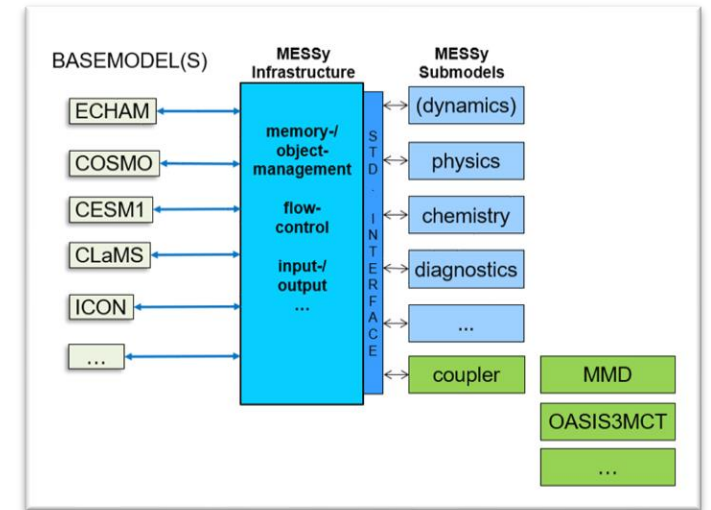 BASEMODEL(S)
ECHAM
COSMO
CESM1
CLaMS
ICON
...
MESSy
Infrastructure
memory-/
object-
management
flow-
control
input-/
output
...
STD. INTERFACE
MESSy
Submodels
(dynamics)
physics
chemistry
diagnostics
...
coupler
MMD
OASIS3MCT
...